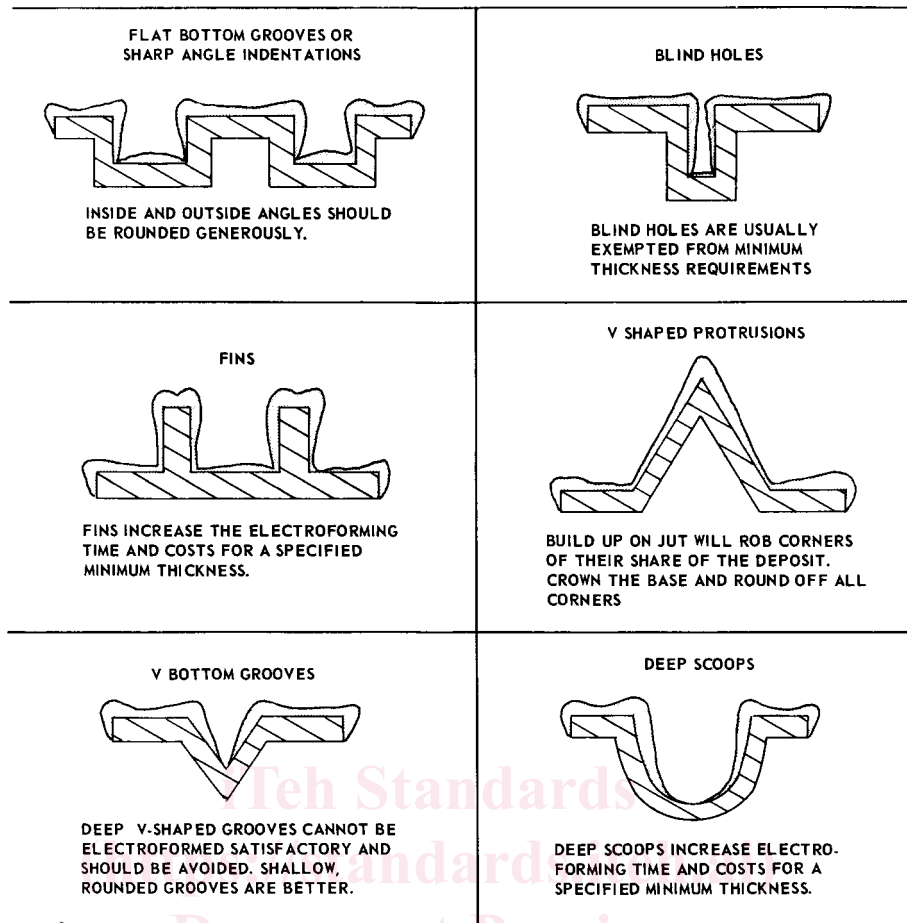 FLAT BOTTOM GROOVES OR
SHARP ANGLE INDENTATIONS
INSIDE AND OUTSIDE ANGLES SHOULD
BE ROUNDED GENEROUSLY.
BLIND HOLES
BLIND HOLES ARE USUALLY
EXEMPTED FROM MINIMUM
THICKNESS REQUIREMENTS
FINS
FINS INCREASE THE ELECTROFORMING
TIME AND COSTS FOR A SPECIFIED
MINIMUM THICKNESS.
V SHAPED PROTRUSIONS
BUILD UP ON JUT WILL ROB CORNERS
OF THEIR SHARE OF THE DEPOSIT.
CROWN THE BASE AND ROUND OFF ALL
CORNERS
V BOTTOM GROOVES
DEEP V-SHAPED GROOVES CANNOT BE
ELECTROFORMED SATISFACTORY AND
SHOULD BE AVOIDED. SHALLOW,
ROUNDED GROOVES ARE BETTER.
DEEP SCOOPS
DEEP SCOOPS INCREASE ELECTRO-
FORMING TIME AND COSTS FOR A
SPECIFIED MINIMUM THICKNESS.
iTeh Standards